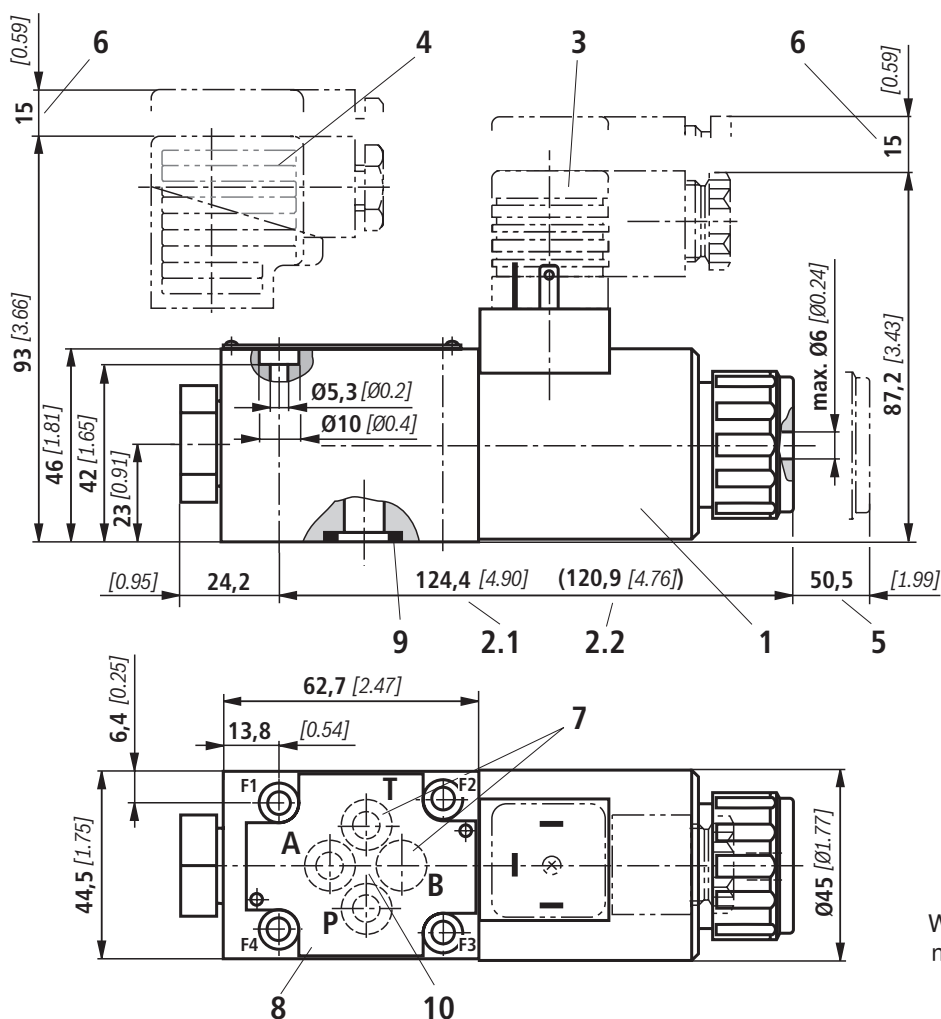 6
4
3
6
[0.59]
15
[0.59]
15
93 [3.66]
46 [1.81]
42 [1.65]
23 [0.91]
Ø5,3 [Ø0.2]
Ø10 [Ø0.4]
max. Ø6 [Ø0.24]
87,2 [3.43]
[0.95]
24,2
124,4 [4.90]
(120,9 [4.76])
50,5
[1.99]
9
2.1
2.2
1
5
6,4 [0.25]
62,7 [2.47]
13,8
[0.54]
7
F1
T
F2
A
B
P
F4
F3
44,5 [1.75]
Ø45 [Ø1.77]
8
10